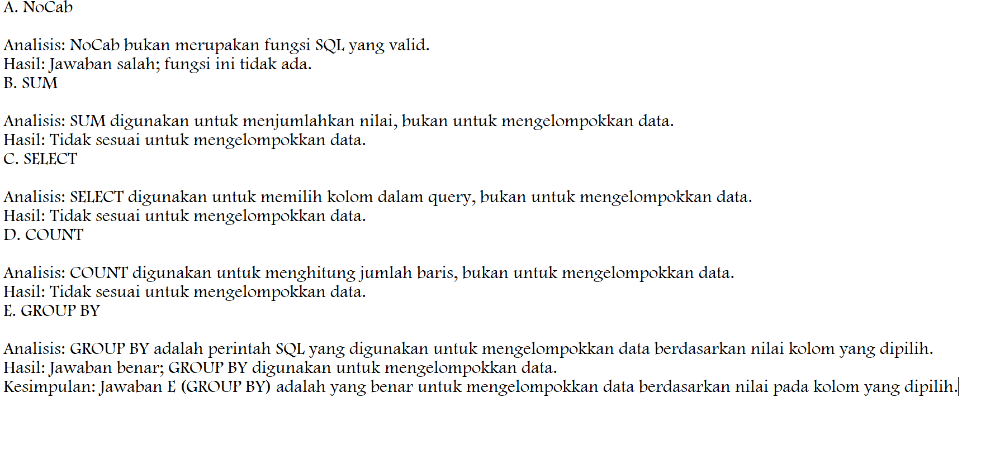 A. NoCab
Analisis: NoCab bukan merupakan fungsi SQL yang valid.
Hasil: Jawaban salah; fungsi ini tidak ada.
B. SUM
Analisis: SUM digunakan untuk menjumlahkan nilai, bukan untuk mengelompokkan data.
Hasil: Tidak sesuai untuk mengelompokkan data.
C. SELECT
Analisis: SELECT digunakan untuk memilih kolom dalam query, bukan untuk mengelompokkan data.
Hasil: Tidak sesuai untuk mengelompokkan data.
D. COUNT
Analisis: COUNT digunakan untuk menghitung jumlah baris, bukan untuk mengelompokkan data.
Hasil: Tidak sesuai untuk mengelompokkan data.
E. GROUP BY
Analisis: GROUP BY adalah perintah SQL yang digunakan untuk mengelompokkan data berdasarkan nilai kolom yang dipilih.
Hasil: Jawaban benar; GROUP BY digunakan untuk mengelompokkan data.
Kesimpulan: Jawaban E (GROUP BY) adalah yang benar untuk mengelompokkan data berdasarkan nilai pada kolom yang dipilih.